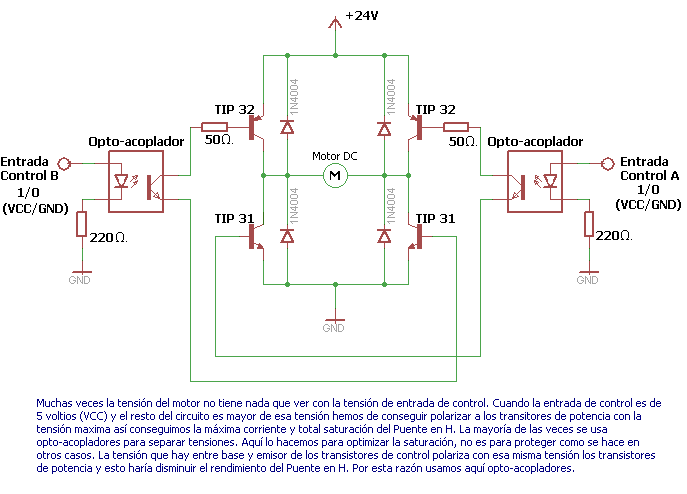 +24V
1N4004
1N4004
TIP 32
TIP 32
50Ω.
50Ω.
Opto-acoplador
Opto-acoplador
Motor DC
M
Entrada
Control B
1/0
(VCC/GND)
Entrada
Control A
1/0
(VCC/GND)
1N4004
1N4004
TIP 31
TIP 31
220Ω.
220Ω.
GND
GND
GND
Muchas veces la tensión del motor no tiene nada que ver con la tensión de entrada de control. Cuando la entrada de control es de
5 voltios (VCC) y el resto del circuito es mayor de esa tensión hemos de conseguir polarizar a los transitores de potencia con la
tensión maxima así conseguimos la máxima corriente y total saturación del Puente en H. La mayoría de las veces se usa
opto-acopladores para separar tensiones. Aquí lo hacemos para optimizar la saturación, no es para proteger como se hace en
otros casos. La tensión que hay entre base y emisor de los transistores de control polariza con esa misma tensión los transtores
de potencia y esto haría disminuir el rendimiento del Puente en H. Por esta razón usamos aquí opto-acopladores.